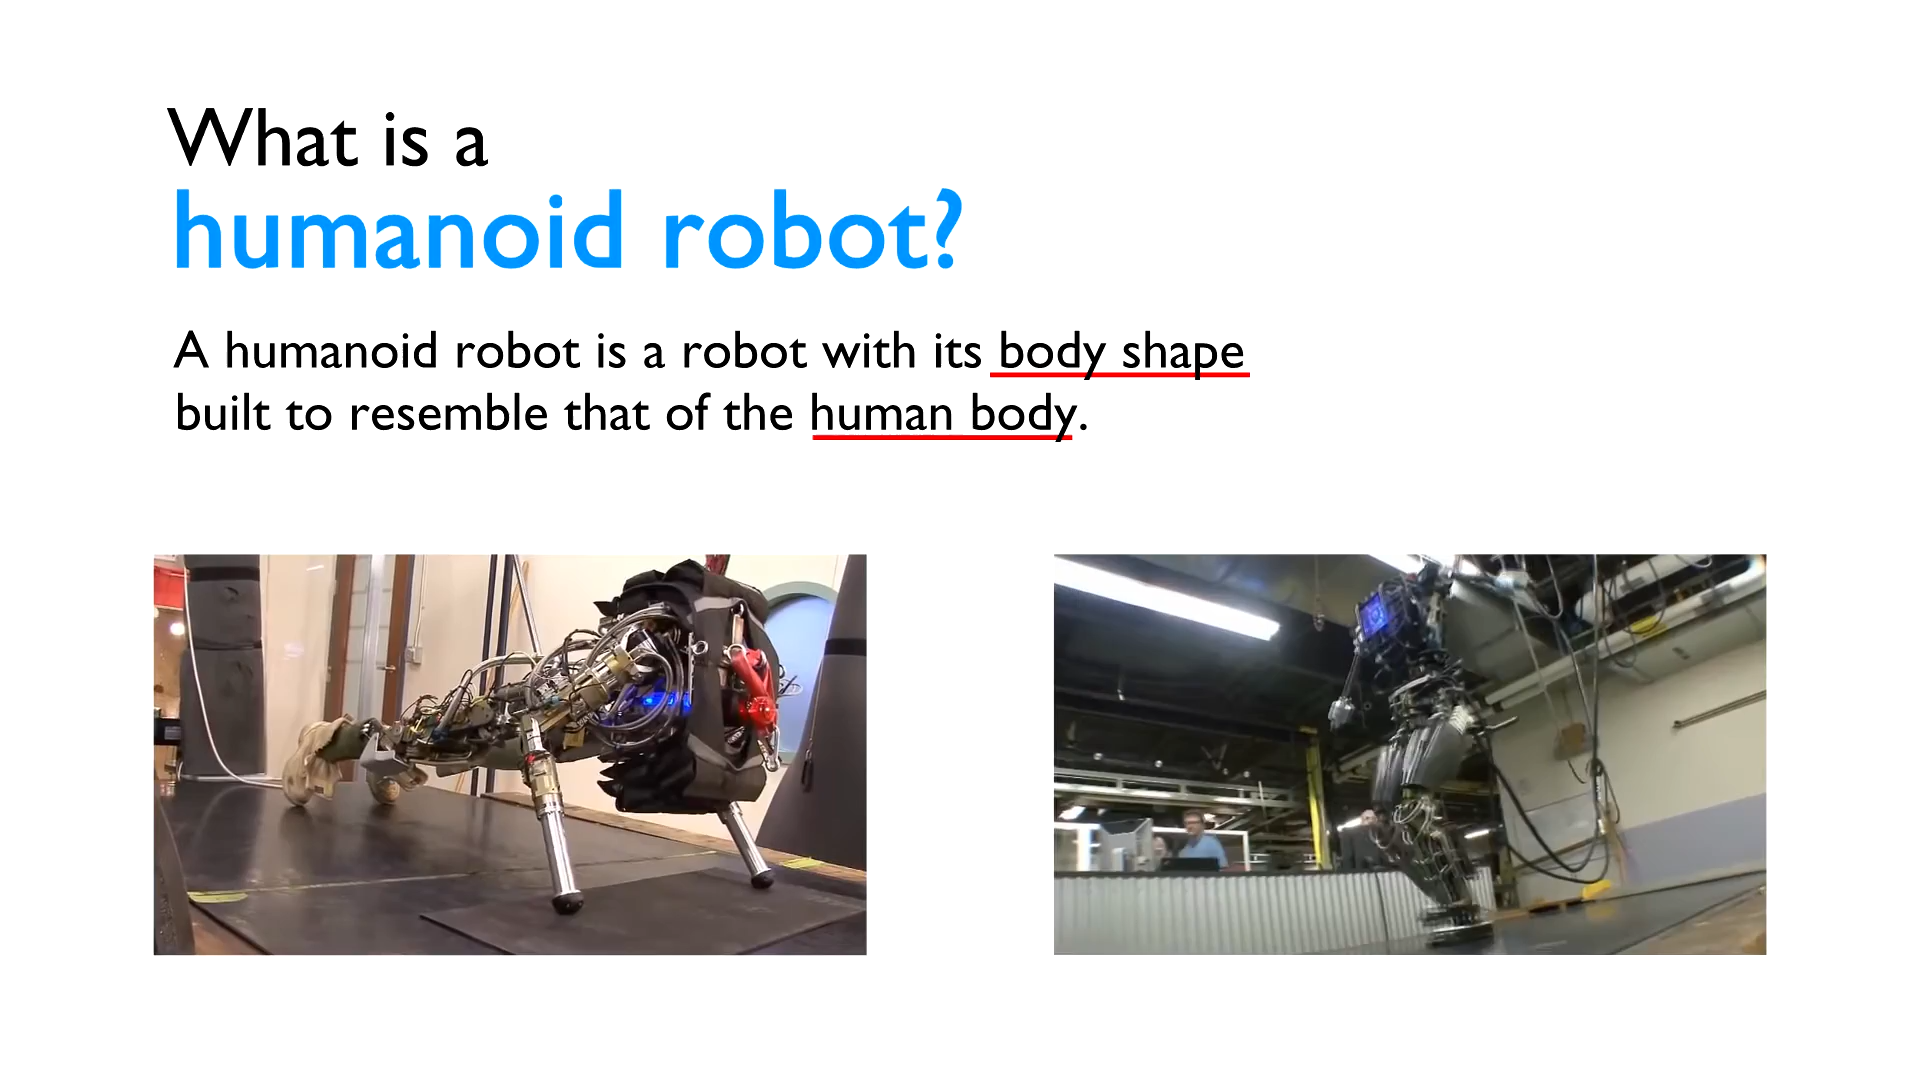 What is a
humanoid robot?
A humanoid robot is a robot with its body shape
built to resemble that of the human body.